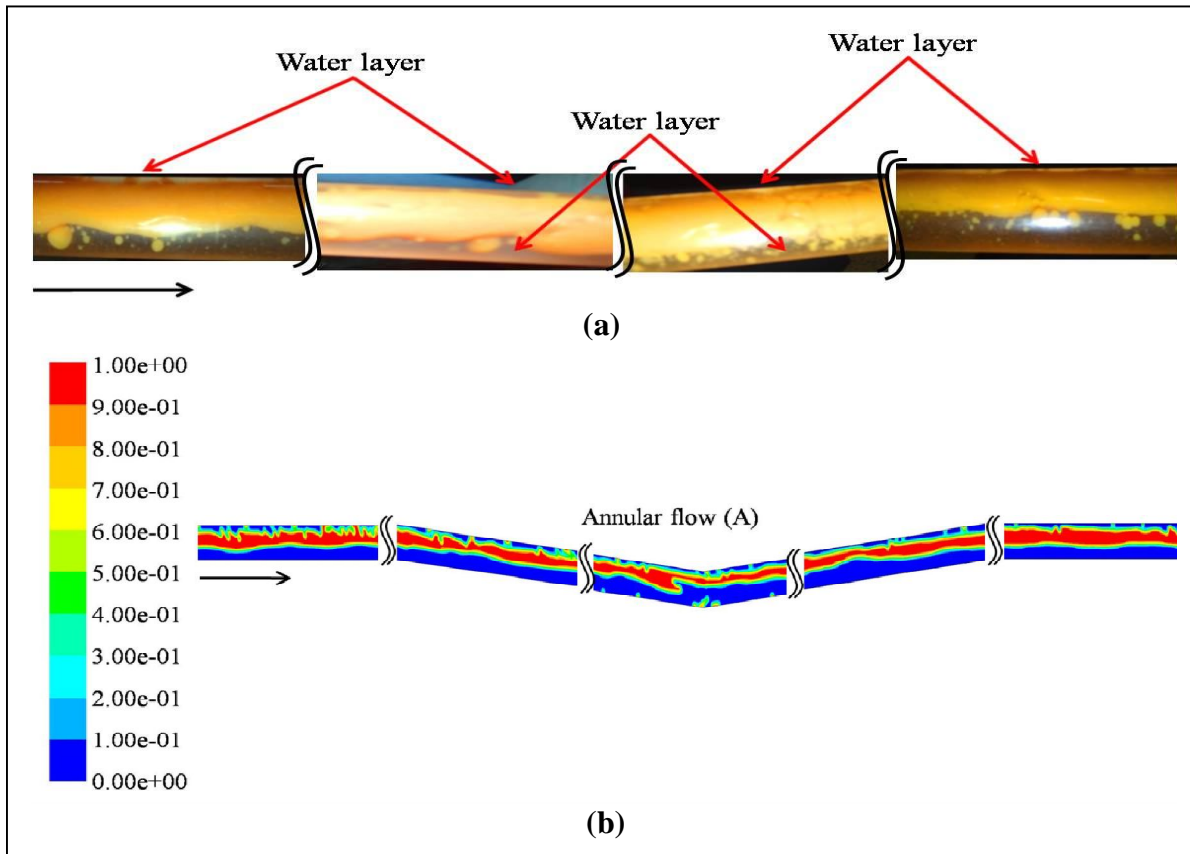 Water layer
Water layer
Water layer
(a)
1.00e+00
9.00e-01
8.00e-01
7.00e-01
6.00e-01
5.00e-01
4.00e-01
3.00e-01
2.00e-01
1.00e-01
0.00e+00
Annular flow (A)
(b)